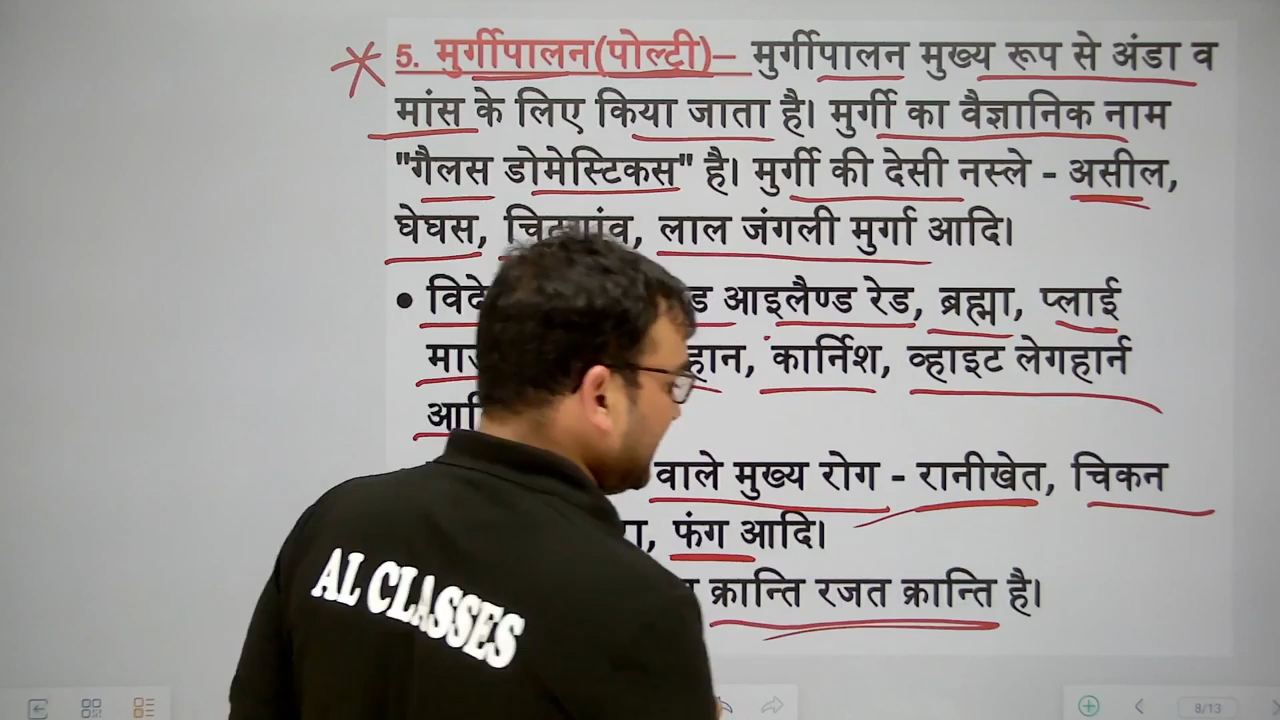 5. मुर्गीपालन(पोल्ट्री)– मुर्गीपालन मुख्य रूप से अंडा व
मांस के लिए किया जाता है। मुर्गी का वैज्ञानिक नाम
"गैलस डोमेस्टिकस" है। मुर्गी की देसी नस्ले - असील,
घेघस, लाल जंगली मुर्गा आदि।
• आइलैण्ड रेड, ब्रह्मा, प्लाई
कार्निश, व्हाइट लेगहार्न
वाले मुख्य रोग - रानीखेत, चिकन
फंग आदि।
क्रान्ति रजत क्रान्ति है।
AL CLASSES
8/13